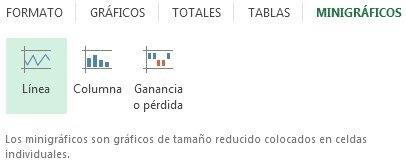 FORMATO GRÁFICOS TOTALES TABLAS MINIGRÁFICOS
Línea Columna Ganancia
o pérdida
Los minigráficos son gráficos de tamaño reducido colocados en celdas
individuales.